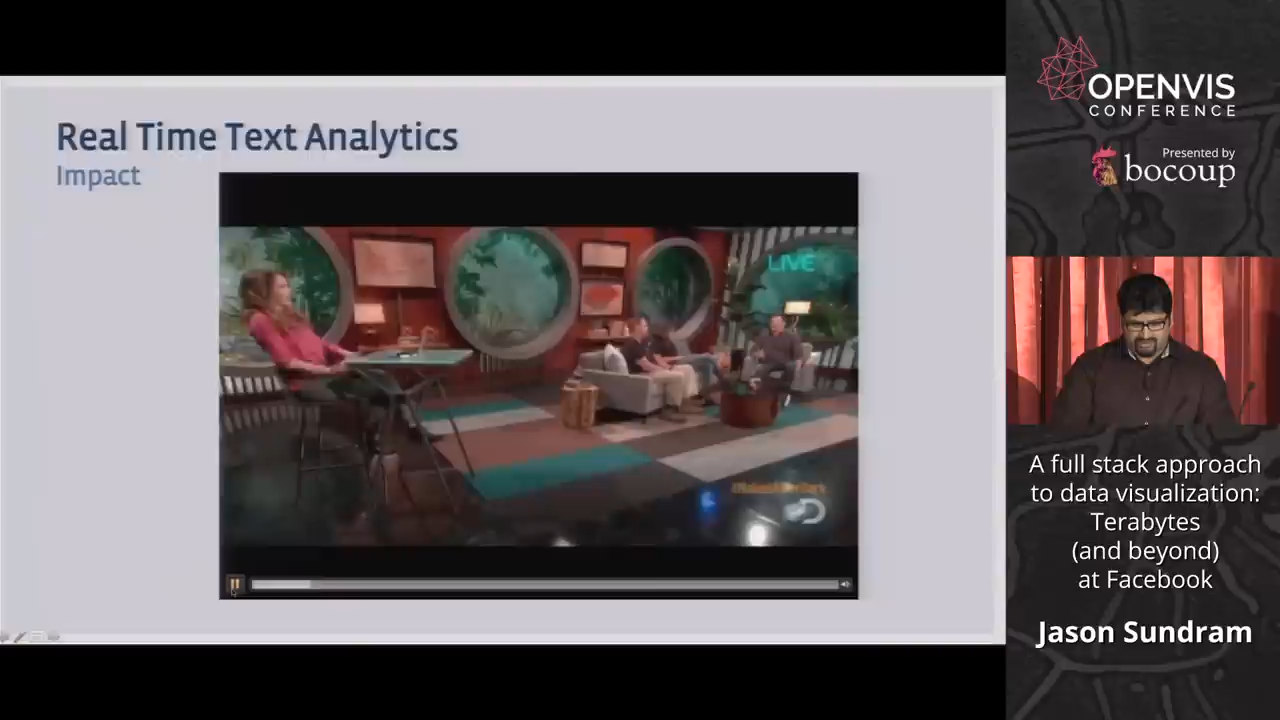 Real Time Text Analytics
Impact
LIVE
OPENVIS
CONFERENCE
Presented by
bocoup
A full stack approach
to data visualization:
Terabytes
(and beyond)
at Facebook
Jason Sundram